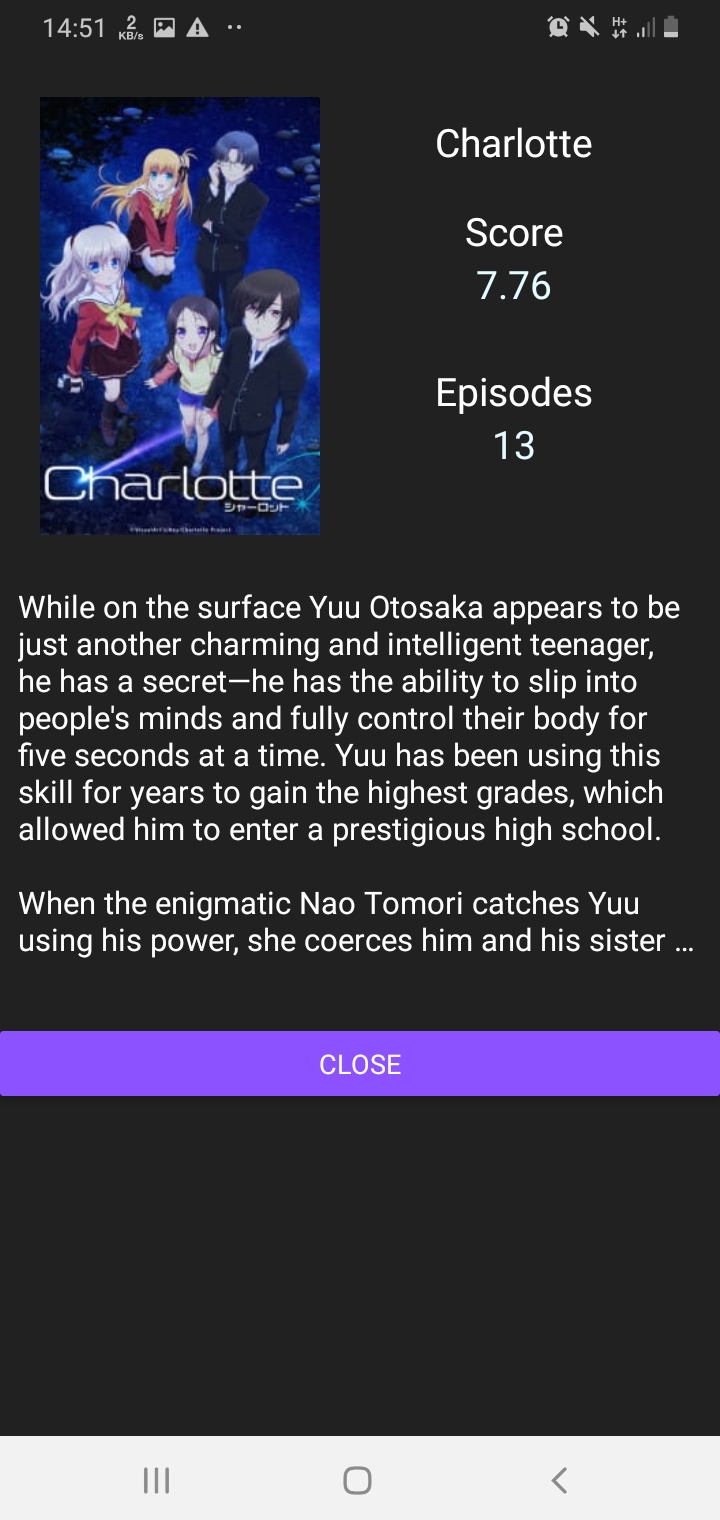 14:51 2 KB/s H+
Charlotte
Score
7.76
Episodes
13
Charlotte
シャーロット
While on the surface Yuu Otosaka appears to be
just another charming and intelligent teenager,
he has a secret—he has the ability to slip into
people's minds and fully control their body for
five seconds at a time. Yuu has been using this
skill for years to gain the highest grades, which
allowed him to enter a prestigious high school.
When the enigmatic Nao Tomori catches Yuu
using his power, she coerces him and his sister ...
CLOSE